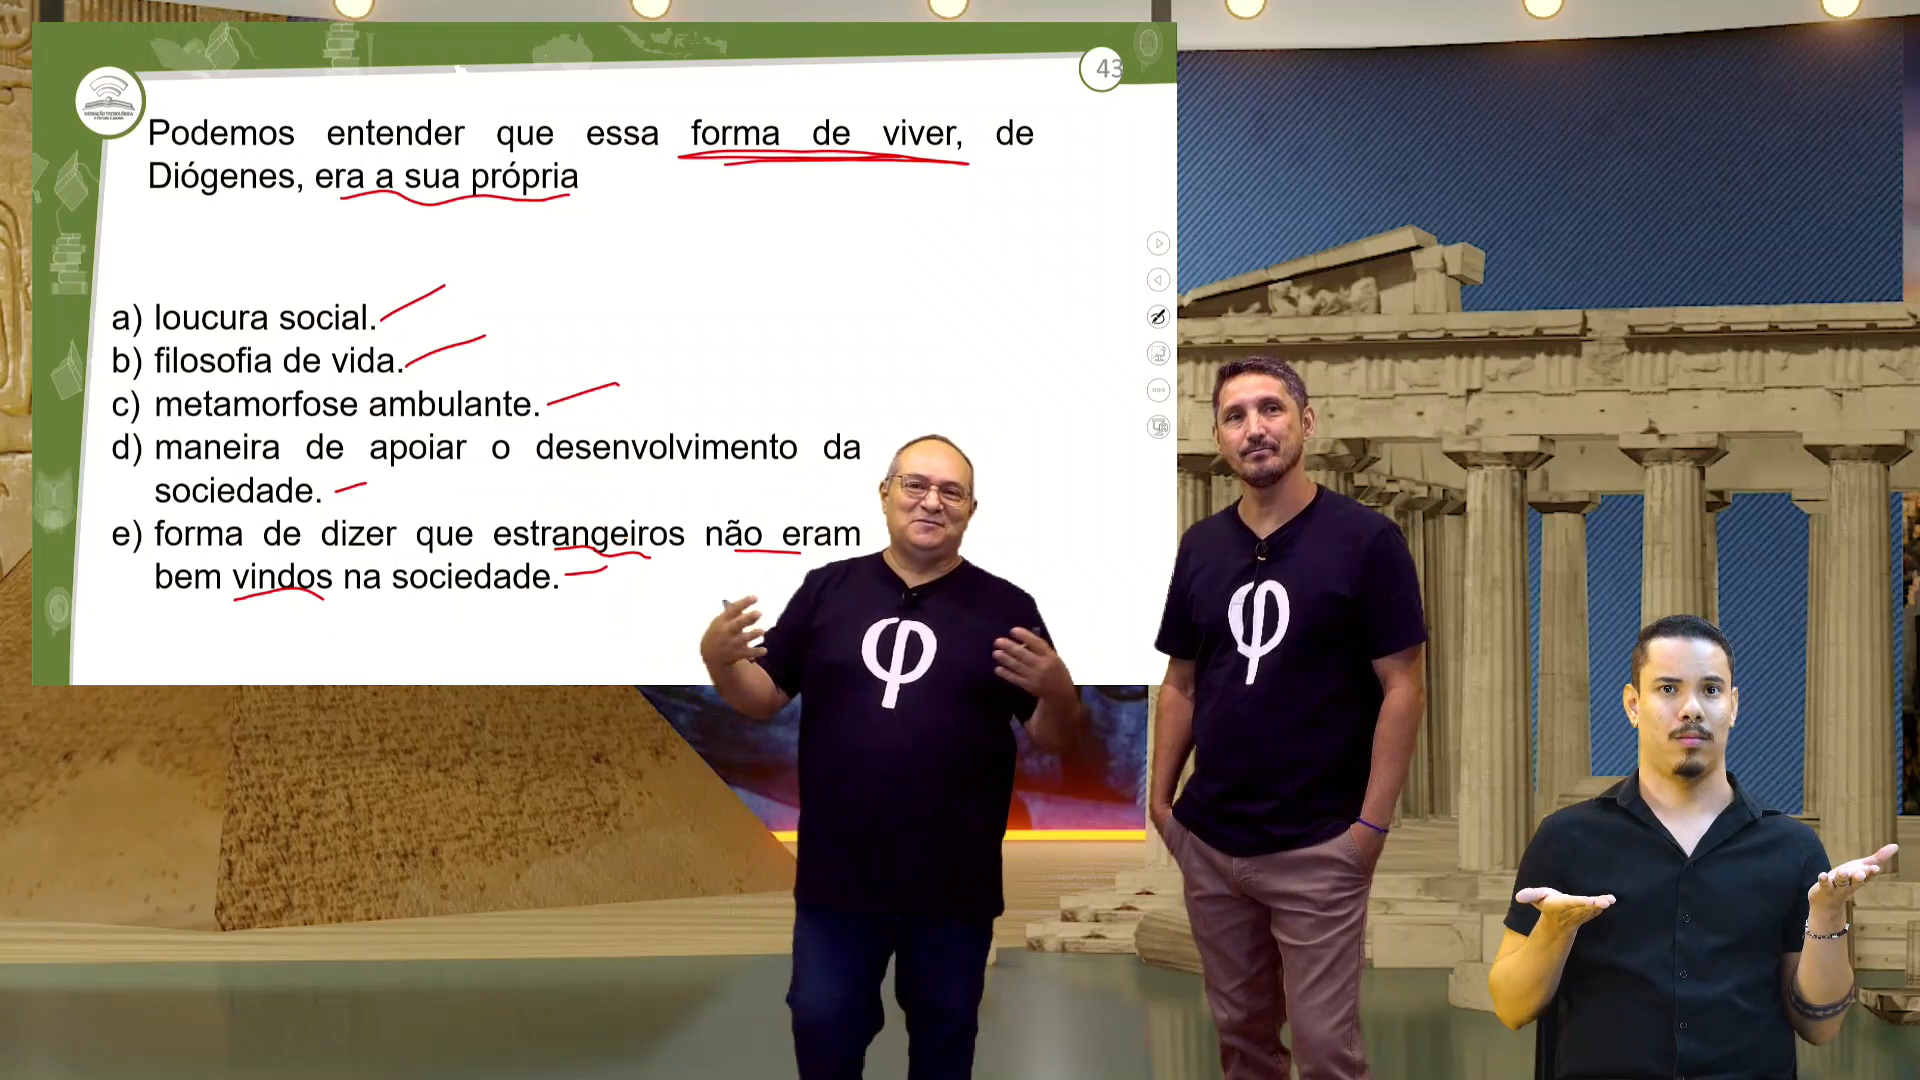 43
Podemos entender que essa forma de viver, de
Diógenes, era a sua própria
a) loucura social.
b) filosofia de vida.
c) metamorfose ambulante.
d) maneira de apoiar o desenvolvimento da
sociedade.
e) forma de dizer que estrangeiros não eram
bem vindos na sociedade.
φ
φ